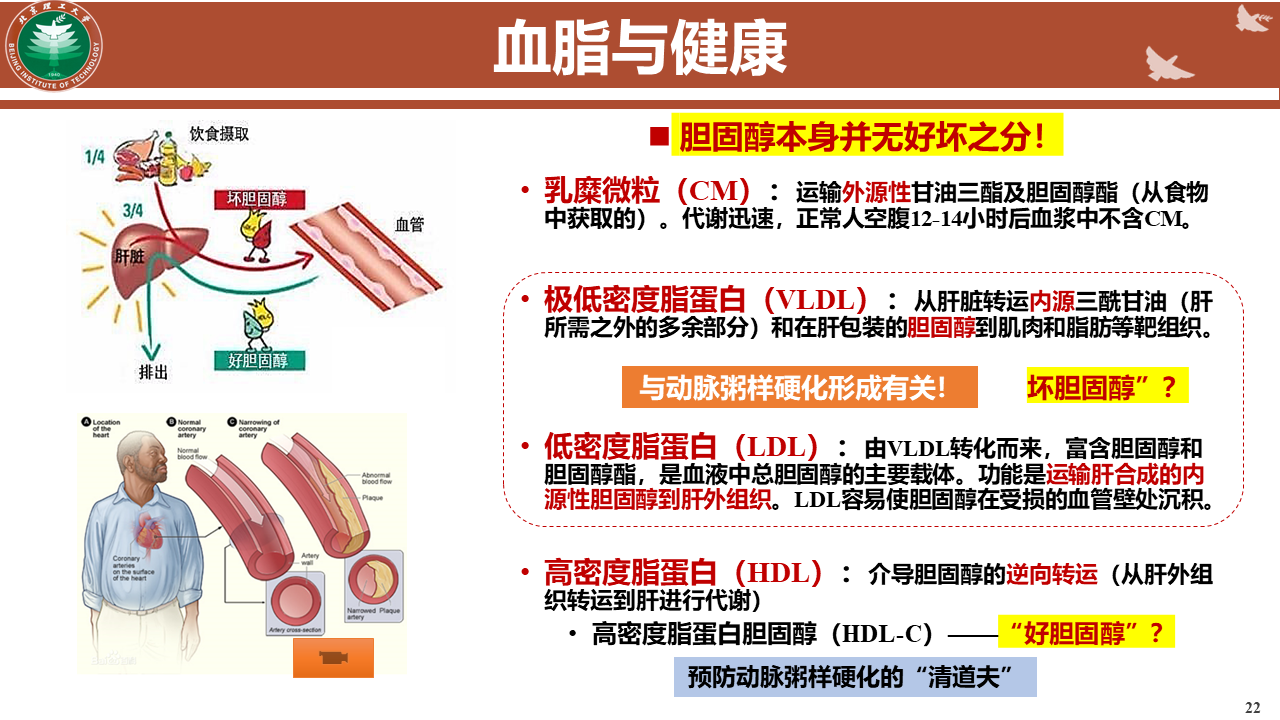 北京理工大学
BEIJING INSTITUTE OF TECHNOLOGY
1940
血脂与健康
饮食摄取
1/4
坏胆固醇
3/4
血管
肝脏
好胆固醇
排出
A Location of the heart
B Normal coronary artery
C Narrowing of coronary artery
Normal blood flow
Abnormal blood flow
Plaque
Coronary arteries on the surface of the heart
Artery wall
Artery cross-section
Narrowed artery
Plaque
■ 胆固醇本身并无好坏之分！
• 乳糜微粒（CM）：运输外源性甘油三酯及胆固醇酯（从食物
中获取的）。代谢迅速，正常人空腹12-14小时后血浆中不含CM。
• 极低密度脂蛋白（VLDL）：从肝脏转运内源三酰甘油（肝
所需之外的多余部分）和在肝包装的胆固醇到肌肉和脂肪等靶组织。
与动脉粥样硬化形成有关！
坏胆固醇”？
• 低密度脂蛋白（LDL）：由VLDL转化而来，富含胆固醇和
胆固醇酯，是血液中总胆固醇的主要载体。功能是运输肝合成的内
源性胆固醇到肝外组织。LDL容易使胆固醇在受损的血管壁处沉积。
• 高密度脂蛋白（HDL）：介导胆固醇的逆向转运（从肝外组
织转运到肝进行代谢）
• 高密度脂蛋白胆固醇（HDL-C）——“好胆固醇”？
预防动脉粥样硬化的“清道夫”
22